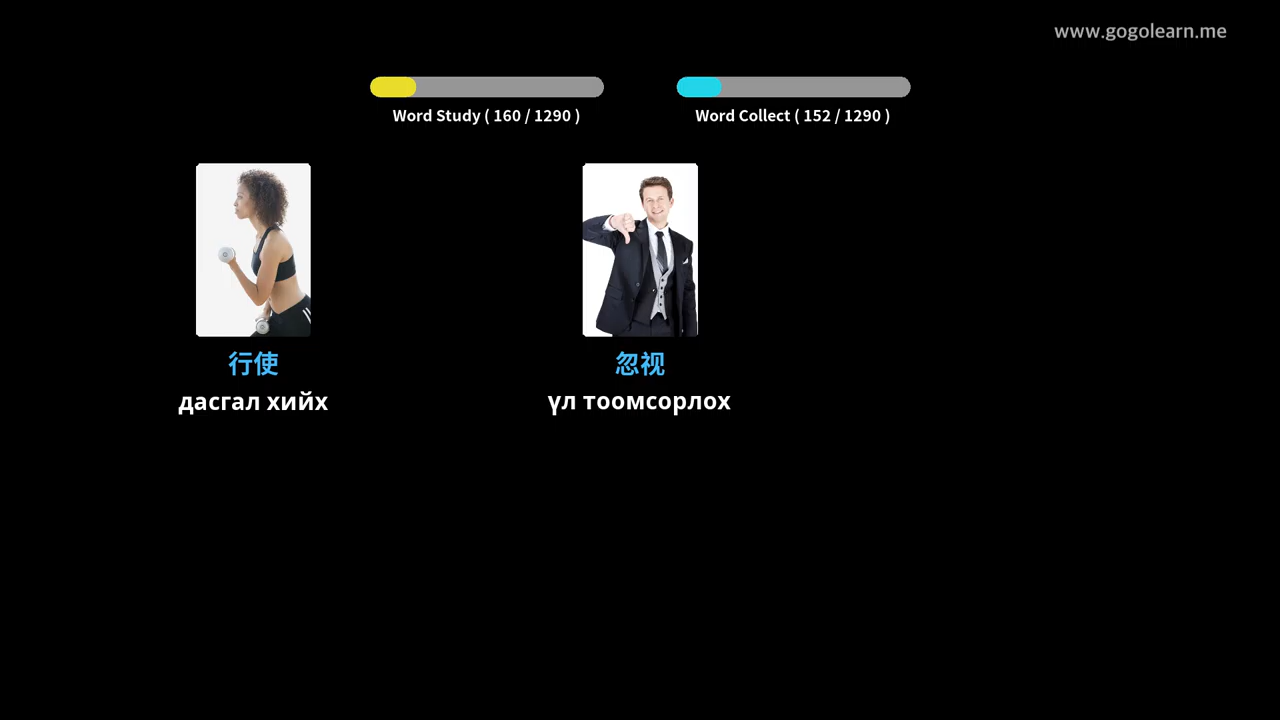 www.gogolearn.me
Word Study ( 160 / 1290 )
Word Collect ( 152 / 1290 )
行使
дасгал хийх
忽视
үл тоомсорлох